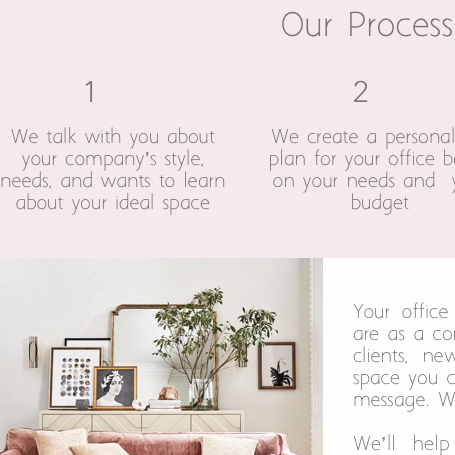 Our Process
1
We talk with you about
your company's style,
needs, and wants to learn
about your ideal space
2
We create a personal
plan for your office
on your needs and
budget
Your office
are as a
clients,
space you
message.
We'll help